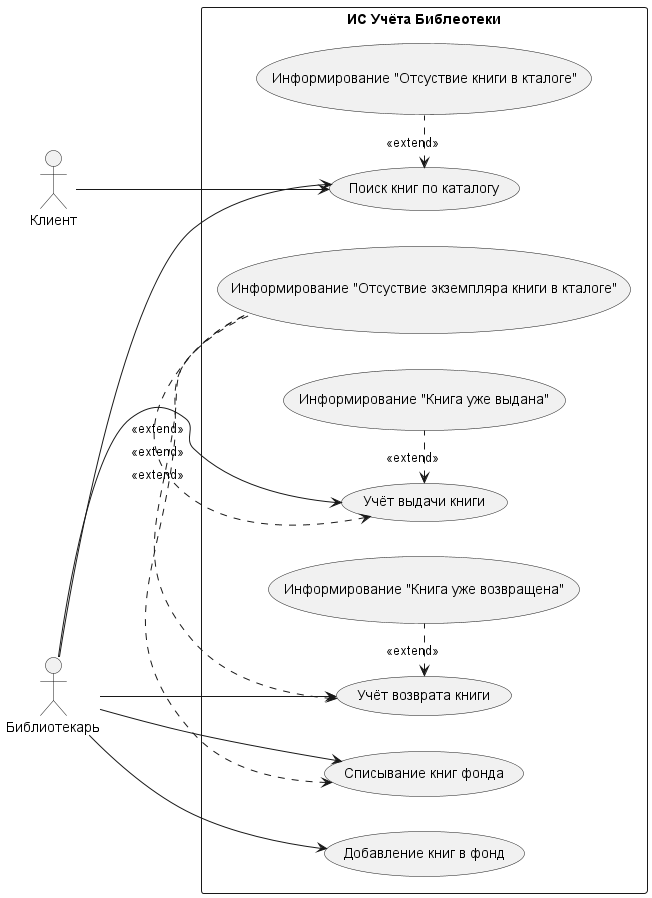 ИС Учёта Библеотеки
Информирование "Отсуствие книги в кталоге"
«extend»
Клиент
Поиск книг по каталогу
Информирование "Отсуствие экземпляра книги в кталоге"
Информирование "Книга уже выдана"
«extend»
«extend»
«extend»
«extend»
Учёт выдачи книги
Информирование "Книга уже возвращена"
«extend»
Учёт возврата книги
Библиотекарь
Списывание книг фонда
Добавление книг в фонд